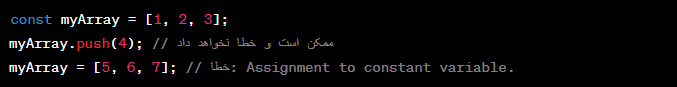 const myArray = [1, 2, 3];
myArray.push(4); // ممکن است و خطا نخواهد داد
myArray = [5, 6, 7]; // خطا: Assignment to constant variable.